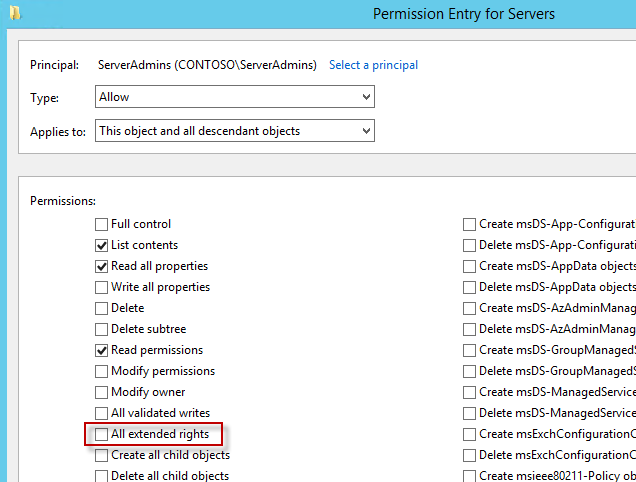 Permission Entry for Servers
Principal: ServerAdmins (CONTOSO\ServerAdmins) Select a principal
Type: Allow
Applies to: This object and all descendant objects
Permissions:
Full control Create msDS-App-Configuratio
List contents Delete msDS-App-Configuratio
Read all properties Create msDS-AppData objects
Write all properties Delete msDS-AppData objects
Delete Create msDS-AzAdminManag
Delete subtree Delete msDS-AzAdminManag
Read permissions Create msDS-GroupManagedS
Modify permissions Delete msDS-GroupManagedS
Modify owner Create msDS-ManagedService
All validated writes Delete msDS-ManagedService
All extended rights Create msExchConfigurationC
Create all child objects Delete msExchConfigurationC
Delete all child objects Create msieee80211-Policy ob